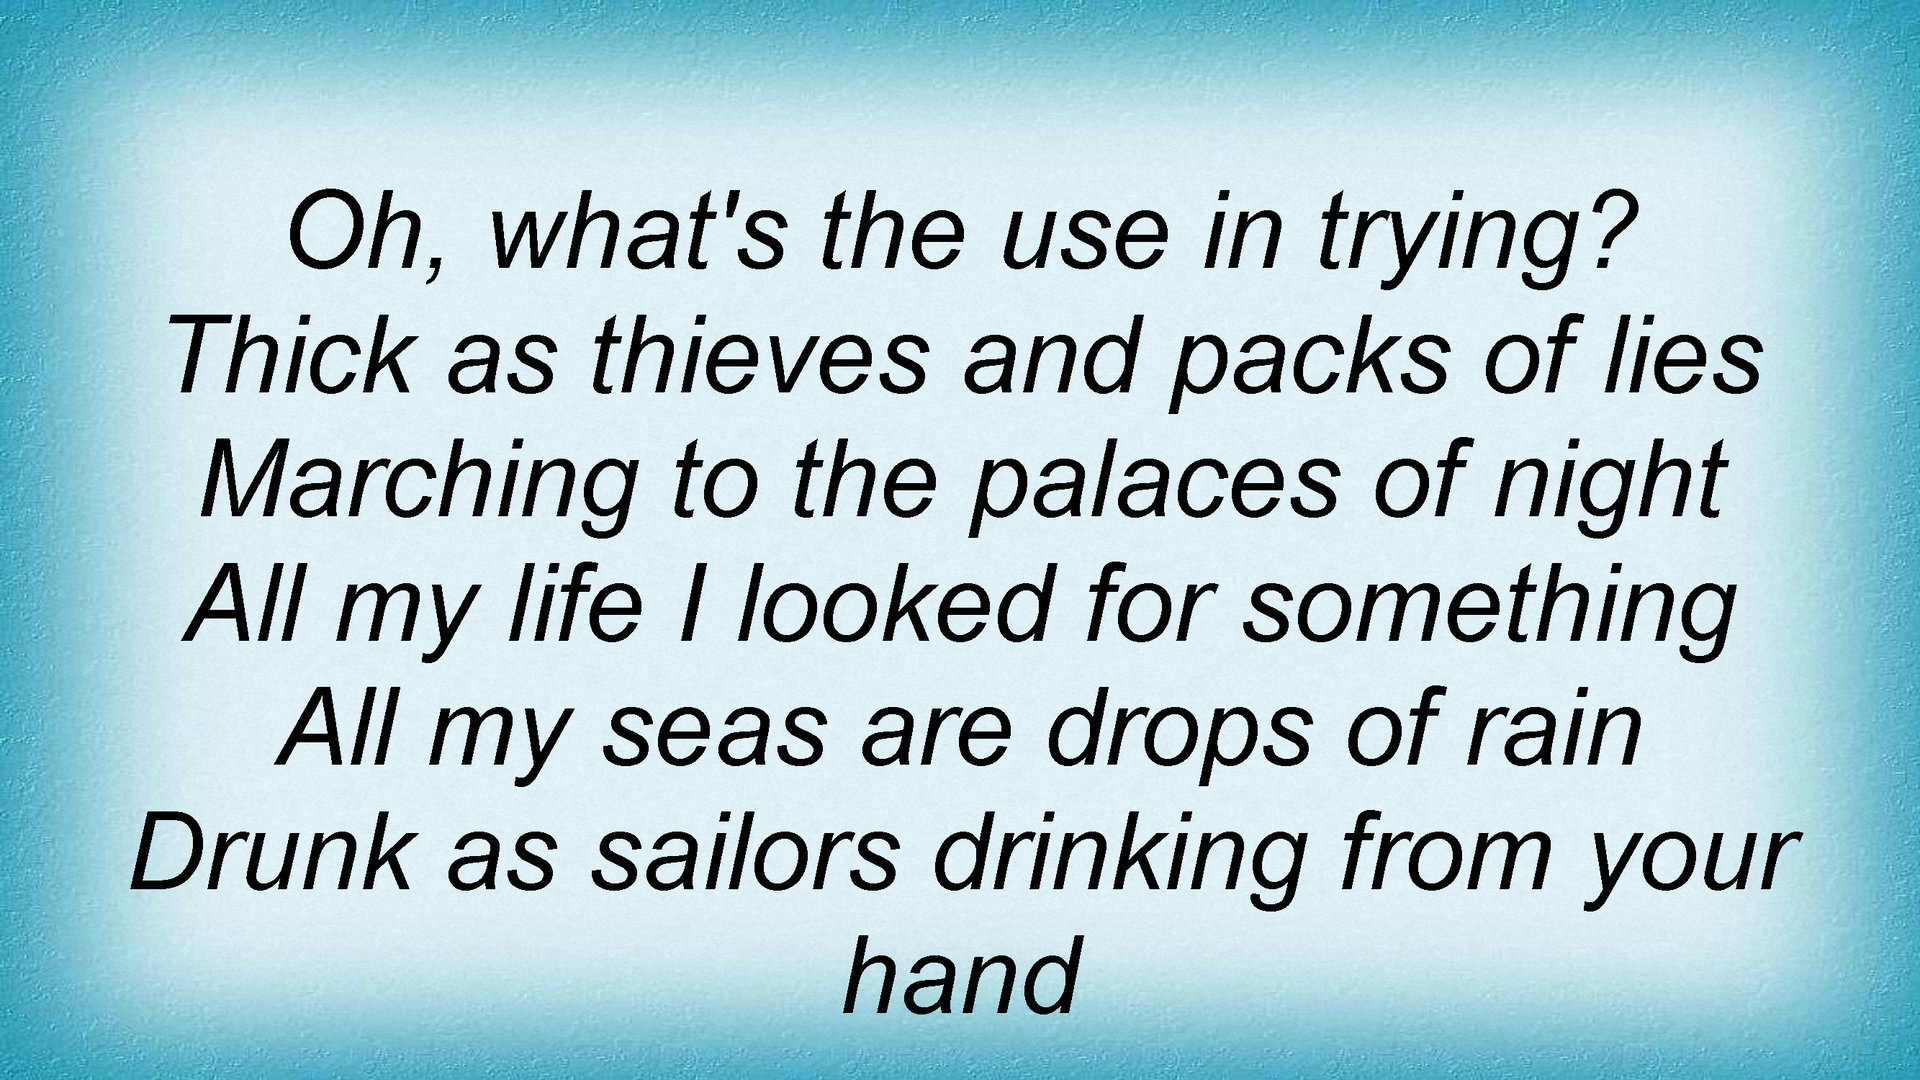 Oh, what's the use in trying?
Thick as thieves and packs of lies
Marching to the palaces of night
All my life I looked for something
All my seas are drops of rain
Drunk as sailors drinking from your
hand